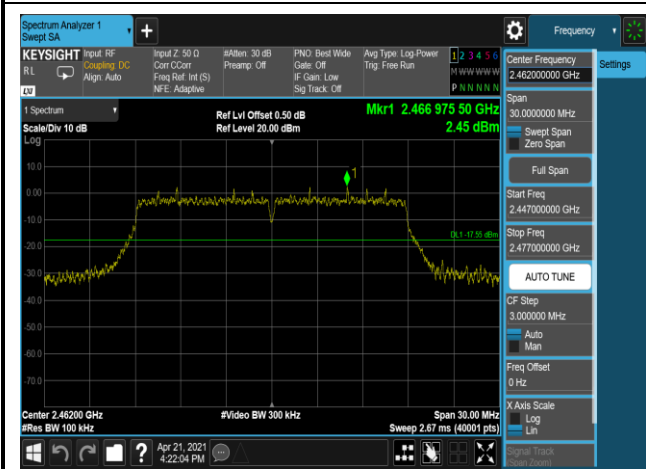 Spectrum Analyzer 1
Swept SA
Frequency
KEYSIGHT
RL
Input: RF
Coupling: DC
Align: Auto
Input Z: 50 Ω
Corr CCorr
Freq Ref: Int (S)
NFE: Adaptive
#Atten: 30 dB
Preamp: Off
PNO: Best Wide
Gate: Off
IF Gain: Low
Sig Track: Off
Avg Type: Log-Power
Trig: Free Run
1 2 3 4 5 6
M W W W W W
P N N N N N
Center Frequency
2.462000000 GHz
Settings
Span
30.0000000 MHz
Swept Span
Zero Span
Full Span
Start Freq
2.447000000 GHz
Stop Freq
2.477000000 GHz
AUTO TUNE
CF Step
3.000000 MHz
Auto
Man
Freq Offset
0 Hz
X Axis Scale
Log
Lin
Signal Track
(Span Zoom)
1 Spectrum
Scale/Div 10 dB
Log
Ref Lvl Offset 0.50 dB
Ref Level 20.00 dBm
Mkr1 2.466 975 50 GHz
2.45 dBm
1
10.0
0.00
-10.0
-20.0
-30.0
-40.0
-50.0
-60.0
-70.0
DL1 -17.55 dBm
Center 2.46200 GHz
#Res BW 100 kHz
#Video BW 300 kHz
Span 30.00 MHz
Sweep 2.67 ms (40001 pts)
Apr 21, 2021
4:22:04 PM